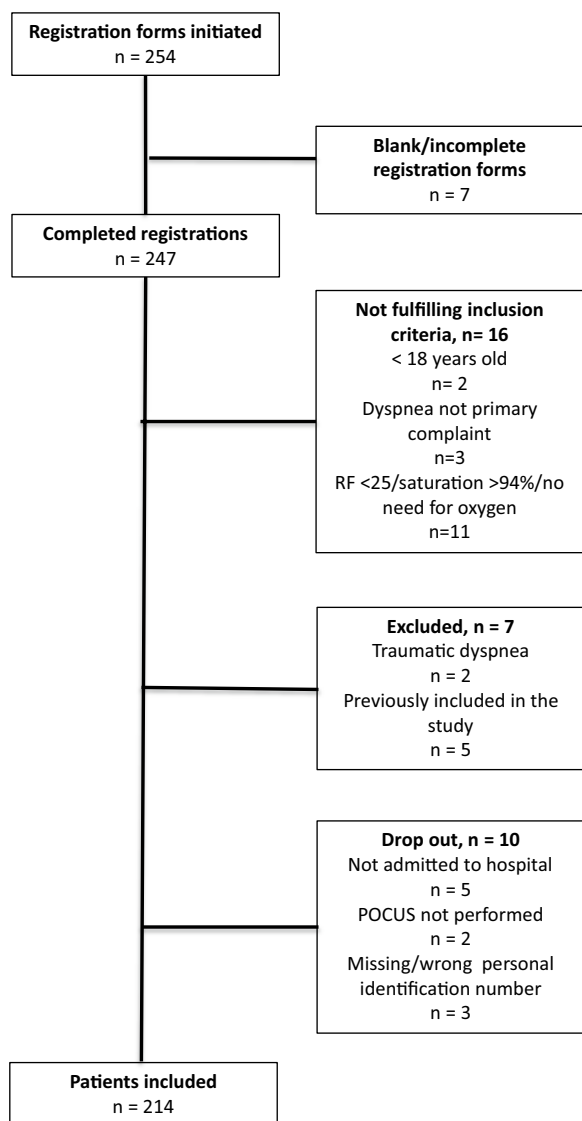 Registration forms initiated
n = 254
Blank/incomplete
registration forms
n = 7
Completed registrations
n = 247
Not fulfilling inclusion
criteria, n= 16
< 18 years old
n= 2
Dyspnea not primary
complaint
n=3
RF <25/saturation >94%/no
need for oxygen
n=11
Excluded, n = 7
Traumatic dyspnea
n = 2
Previously included in the
study
n = 5
Drop out, n = 10
Not admitted to hospital
n = 5
POCUS not performed
n = 2
Missing/wrong personal
identification number
n = 3
Patients included
n = 214